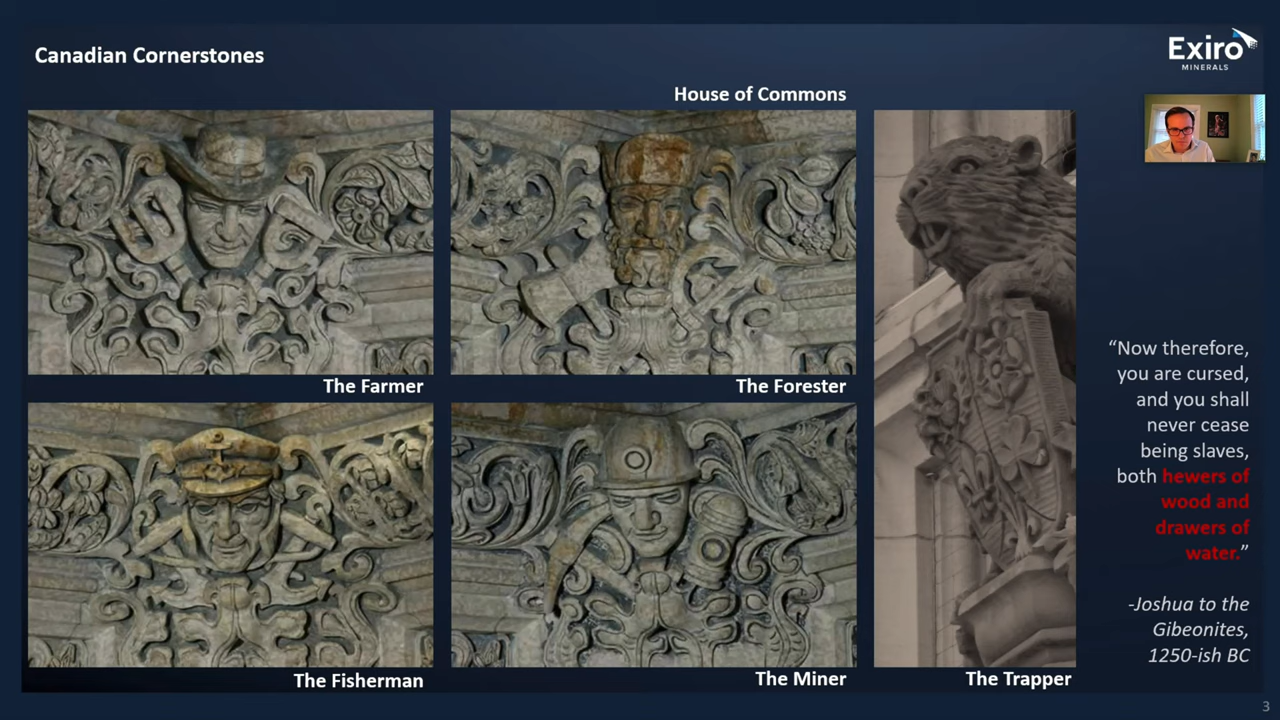 Canadian Cornerstones
Exiro
MINERALS
House of Commons
The Farmer
The Forester
The Fisherman
The Miner
The Trapper
“Now therefore,
you are cursed,
and you shall
never cease
being slaves,
both hewers of
wood and
drawers of
water.”
-Joshua to the
Gibeonites,
1250-ish BC
3